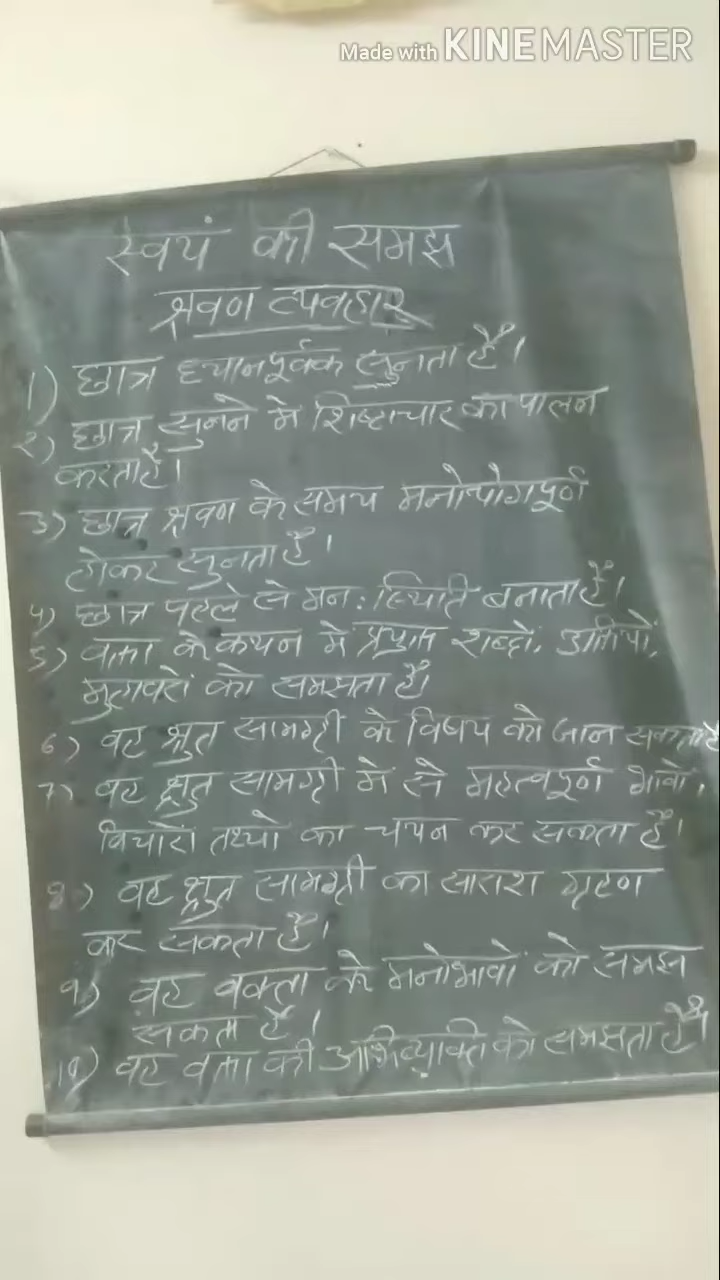 Made with KINEMASTER
स्वयं की समझ
श्रवण व्यवहार
1) छात्र ध्यानपूर्वक सुनता है।
2) छात्र सुनने मे शिष्टाचार का पालन
करता है।
3) छात्र श्रवण के समय मनोयोगपूर्ण
होकर सुनता है।
4) छात्र पहले से मन: स्थिति बनाता है।
5) वक्ता के कथन में प्रयुक्त शब्दो, उक्तियों,
मुहावरों को समझता है।
6) वह श्रुत सामग्री के विषय को जान सकता है
7) वह श्रुत सामग्री में से महत्वपूर्ण भावों,
विचारों तथ्यो का चयन कर सकता है।
8) वह श्रुत सामग्री का सारांश ग्रहण
कर सकता है।
9) वह वक्ता के मनोभावों को समझ
सकता है।
10) वह वक्ता की अभिव्यक्ति को समझता है।